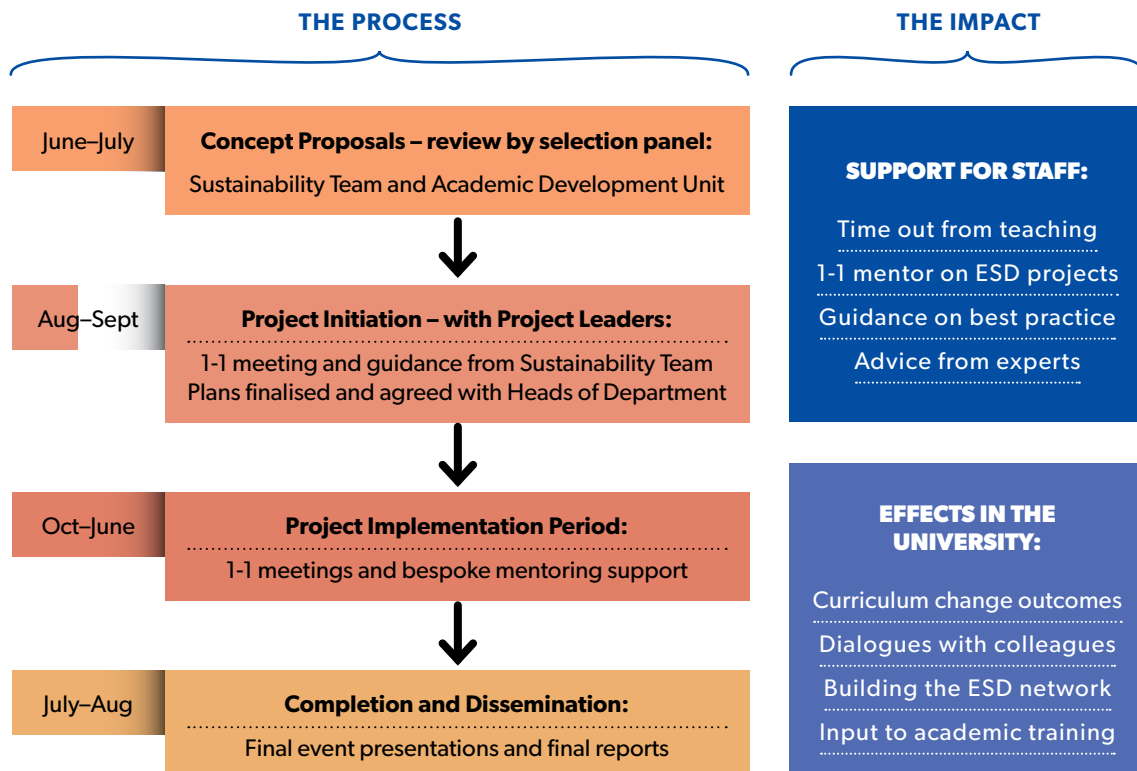 THE PROCESS
June–July
Concept Proposals – review by selection panel:
Sustainability Team and Academic Development Unit
Aug–Sept
Project Initiation – with Project Leaders:
1-1 meeting and guidance from Sustainability Team
Plans finalised and agreed with Heads of Department
Oct–June
Project Implementation Period:
1-1 meetings and bespoke mentoring support
July–Aug
Completion and Dissemination:
Final event presentations and final reports
THE IMPACT
SUPPORT FOR STAFF:
Time out from teaching
1-1 mentor on ESD projects
Guidance on best practice
Advice from experts
EFFECTS IN THE
UNIVERSITY:
Curriculum change outcomes
Dialogues with colleagues
Building the ESD network
Input to academic training